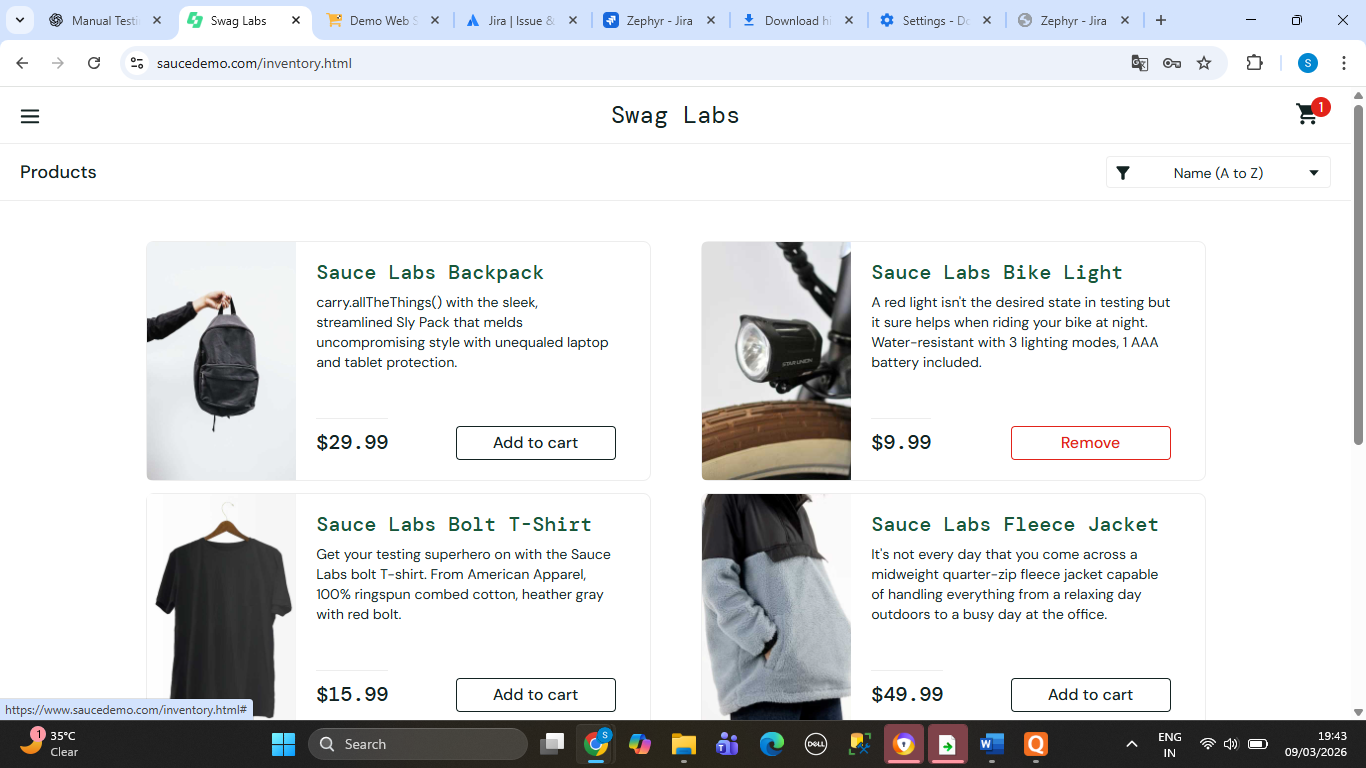 Manual Testi
Swag Labs
Demo Web S
Jira | Issue &
Zephyr - Jira
Download hi
Settings - Do
Zephyr - Jira
saucedemo.com/inventory.html
S
Swag Labs
1
Products
Name (A to Z)
Sauce Labs Backpack
carry.allTheThings() with the sleek,
streamlined Sly Pack that melds
uncompromising style with unequaled laptop
and tablet protection.
$29.99
Add to cart
Sauce Labs Bike Light
A red light isn't the desired state in testing but
it sure helps when riding your bike at night.
Water-resistant with 3 lighting modes, 1 AAA
battery included.
$9.99
Remove
Sauce Labs Bolt T-Shirt
Get your testing superhero on with the Sauce
Labs bolt T-shirt. From American Apparel,
100% ringspun combed cotton, heather gray
with red bolt.
$15.99
Add to cart
Sauce Labs Fleece Jacket
It's not every day that you come across a
midweight quarter-zip fleece jacket capable
of handling everything from a relaxing day
outdoors to a busy day at the office.
$49.99
Add to cart
https://www.saucedemo.com/inventory.html#
1
35°C
Clear
Search
S
DELL
ENG
IN
19:43
09/03/2026